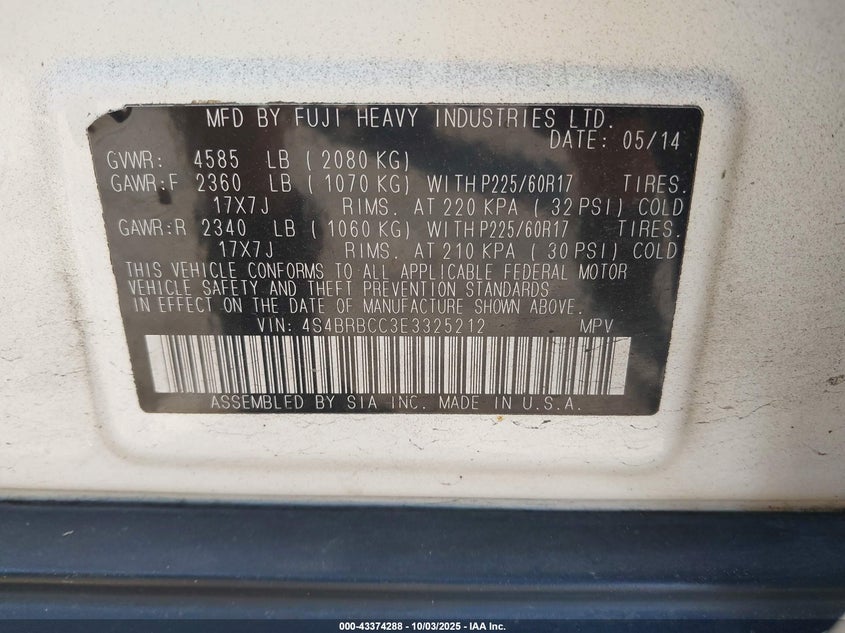 MFD BY FUJI HEAVY INDUSTRIES LTD.
DATE: 05/14
GVWR: 4585 LB ( 2080 KG)
GAWR:F 2360 LB ( 1070 KG) WITH P225/60R17 TIRES.
17X7J RIMS. AT 220 KPA ( 32 PSI) COLD
GAWR:R 2340 LB ( 1060 KG) WITH P225/60R17 TIRES.
17X7J RIMS. AT 210 KPA ( 30 PSI) COLD
THIS VEHICLE CONFORMS TO ALL APPLICABLE FEDERAL MOTOR
VEHICLE SAFETY AND THEFT PREVENTION STANDARDS
IN EFFECT ON THE DATE OF MANUFACTURE SHOWN ABOVE.
VIN: 4S4BRBCC3E3325212 MPV
ASSEMBLED BY SIA INC. MADE IN U.S.A.
000-43374288 - 10/03/2025 - IAA Inc.